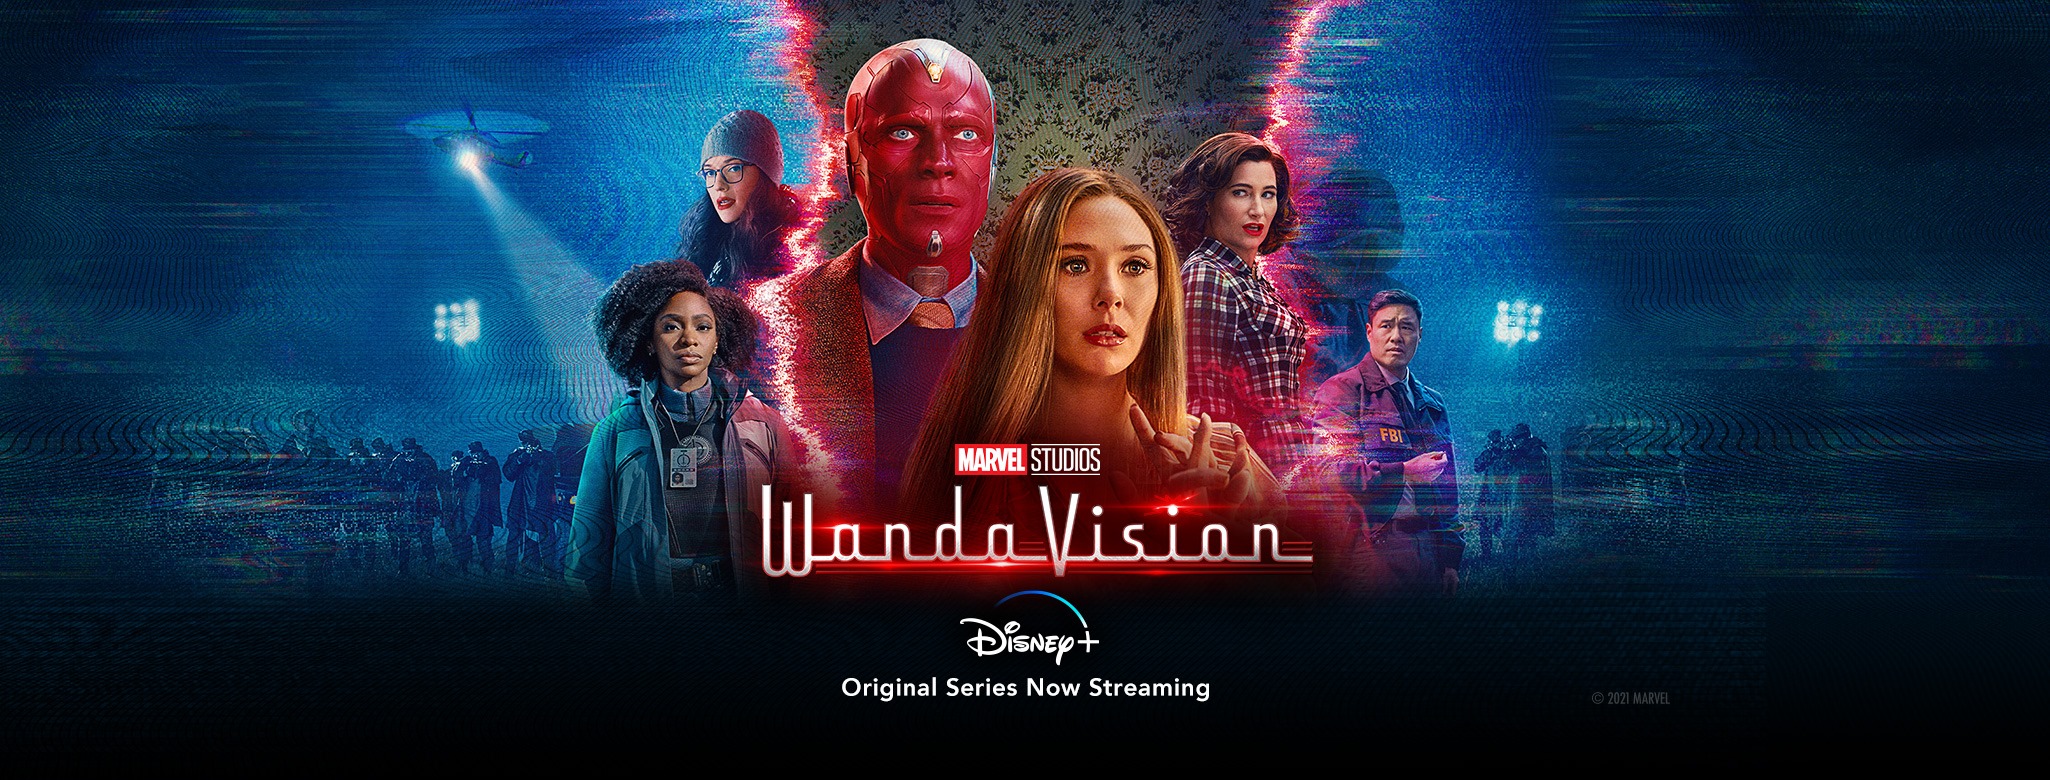 FBI
MARVEL STUDIOS
WandaVision
Disney+
Original Series Now Streaming
© 2021 MARVEL